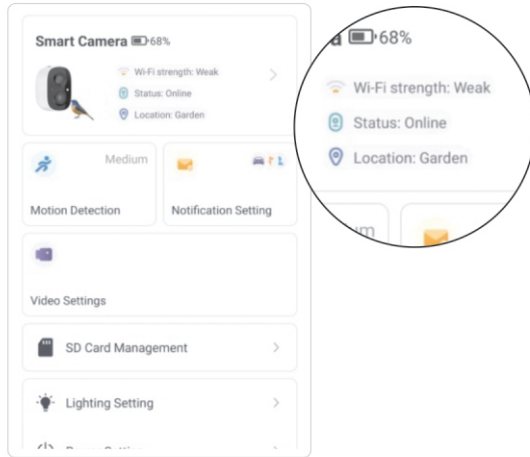 Smart Camera 68%
Wi-Fi strength: Weak
Status: Online
Location: Garden
Medium
Motion Detection
Notification Setting
Video Settings
SD Card Management
Lighting Setting
68%
Wi-Fi strength: Weak
Status: Online
Location: Garden